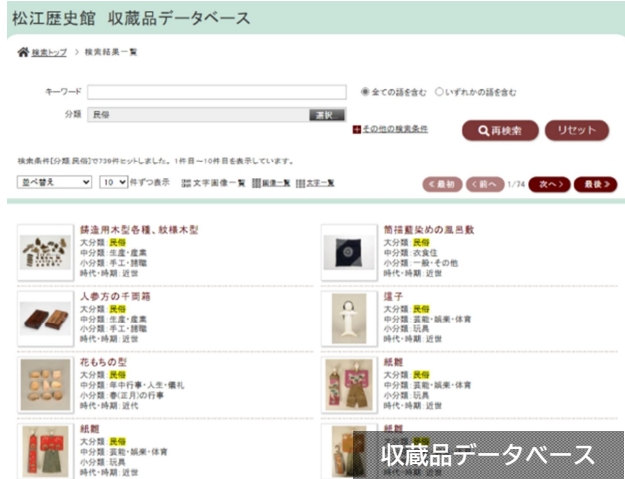 松江歴史館 収蔵品データベース
検索トップ > 検索結果一覧
キーワード
全ての語を含む いずれかの語を含む
分類 民俗 選択..
その他の検索条件
再検索 リセット
検索条件[分類:民俗]で739件ヒットしました。1件目~10件目を表示しています。
並べ替え 10 件ずつ表示 文字画像一覧 画像一覧 文字一覧
最初 前へ 1/74 次へ 最後
鋳造用木型各種、紋様木型
大分類:民俗
中分類:生産・産業
小分類:手工・諸職
時代・時期:近世
筒描藍染めの風呂敷
大分類:民俗
中分類:衣食住
小分類:一般・その他
時代・時期:近世
人参方の千両箱
大分類:民俗
中分類:生産・産業
小分類:手工・諸職
時代・時期:近世
大分類:民俗
中分類:芸能・娯楽・体育
小分類:玩具
時代・時期:近世
花もちの型
大分類:民俗
中分類:年中行事・人生・儀礼
小分類:春(正月)の行事
時代・時期:近代
紙雛
大分類:民俗
中分類:芸能・娯楽・体育
小分類:玩具
時代・時期:近世
紙雛
大分類:民俗
中分類:芸能・娯楽・体育
小分類:玩具
時代・時期:近世
紙雛
収蔵品データベース